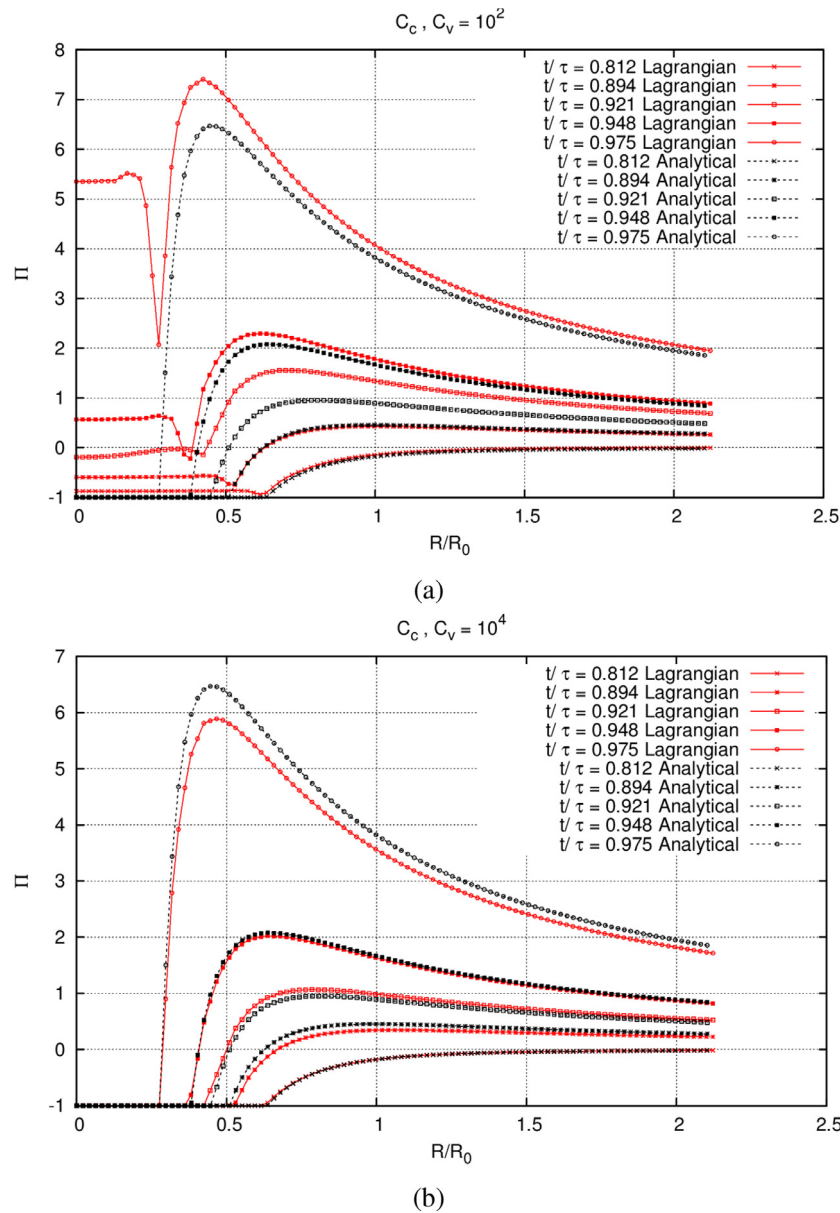 C_c , C_v = 10^2
8
7
6
5
4
3
2
1
0
-1
Π
t/ τ = 0.812 Lagrangian
t/ τ = 0.894 Lagrangian
t/ τ = 0.921 Lagrangian
t/ τ = 0.948 Lagrangian
t/ τ = 0.975 Lagrangian
t/ τ = 0.812 Analytical
t/ τ = 0.894 Analytical
t/ τ = 0.921 Analytical
t/ τ = 0.948 Analytical
t/ τ = 0.975 Analytical
0 0.5 1 1.5 2 2.5
R/R_0
(a)
C_c , C_v = 10^4
7
6
5
4
3
2
1
0
-1
Π
t/ τ = 0.812 Lagrangian
t/ τ = 0.894 Lagrangian
t/ τ = 0.921 Lagrangian
t/ τ = 0.948 Lagrangian
t/ τ = 0.975 Lagrangian
t/ τ = 0.812 Analytical
t/ τ = 0.894 Analytical
t/ τ = 0.921 Analytical
t/ τ = 0.948 Analytical
t/ τ = 0.975 Analytical
0 0.5 1 1.5 2 2.5
R/R_0
(b)